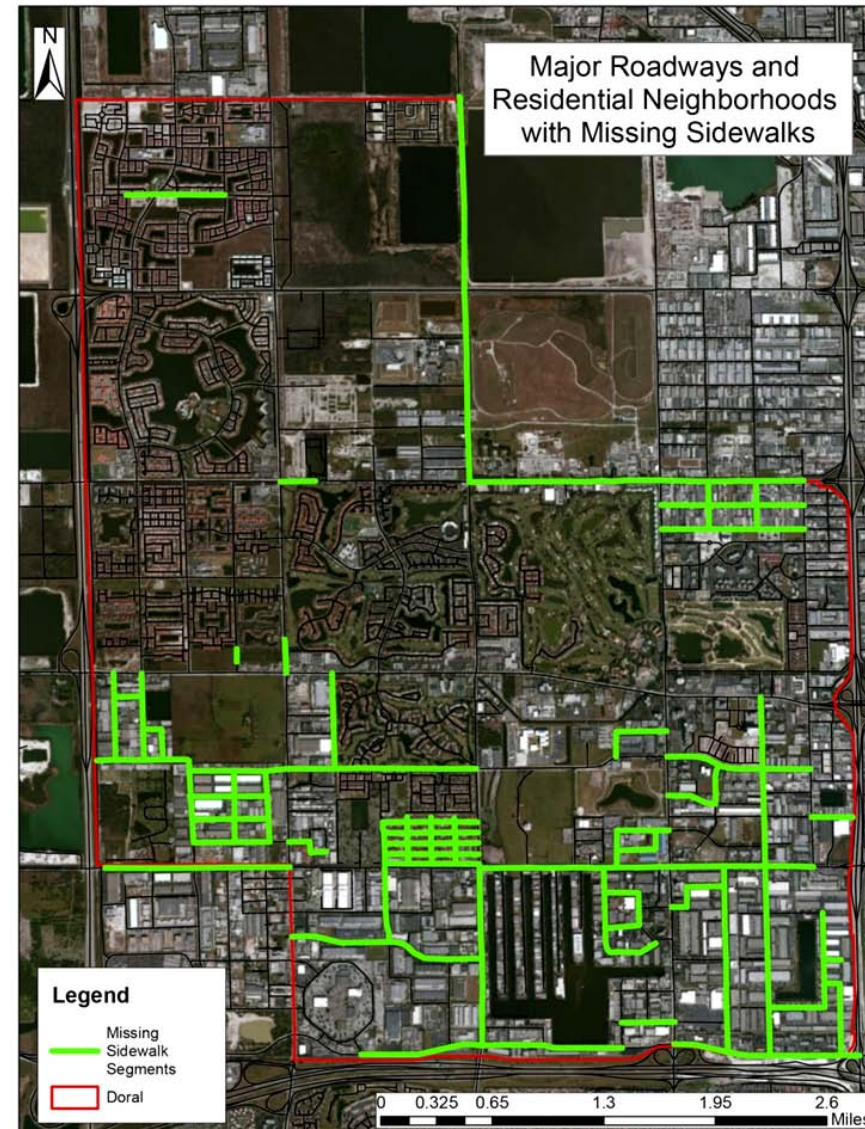 N
Major Roadways and
Residential Neighborhoods
with Missing Sidewalks
Legend
Missing
Sidewalk
Segments
Doral
0 0.325 0.65 1.3 1.95 2.6
Miles